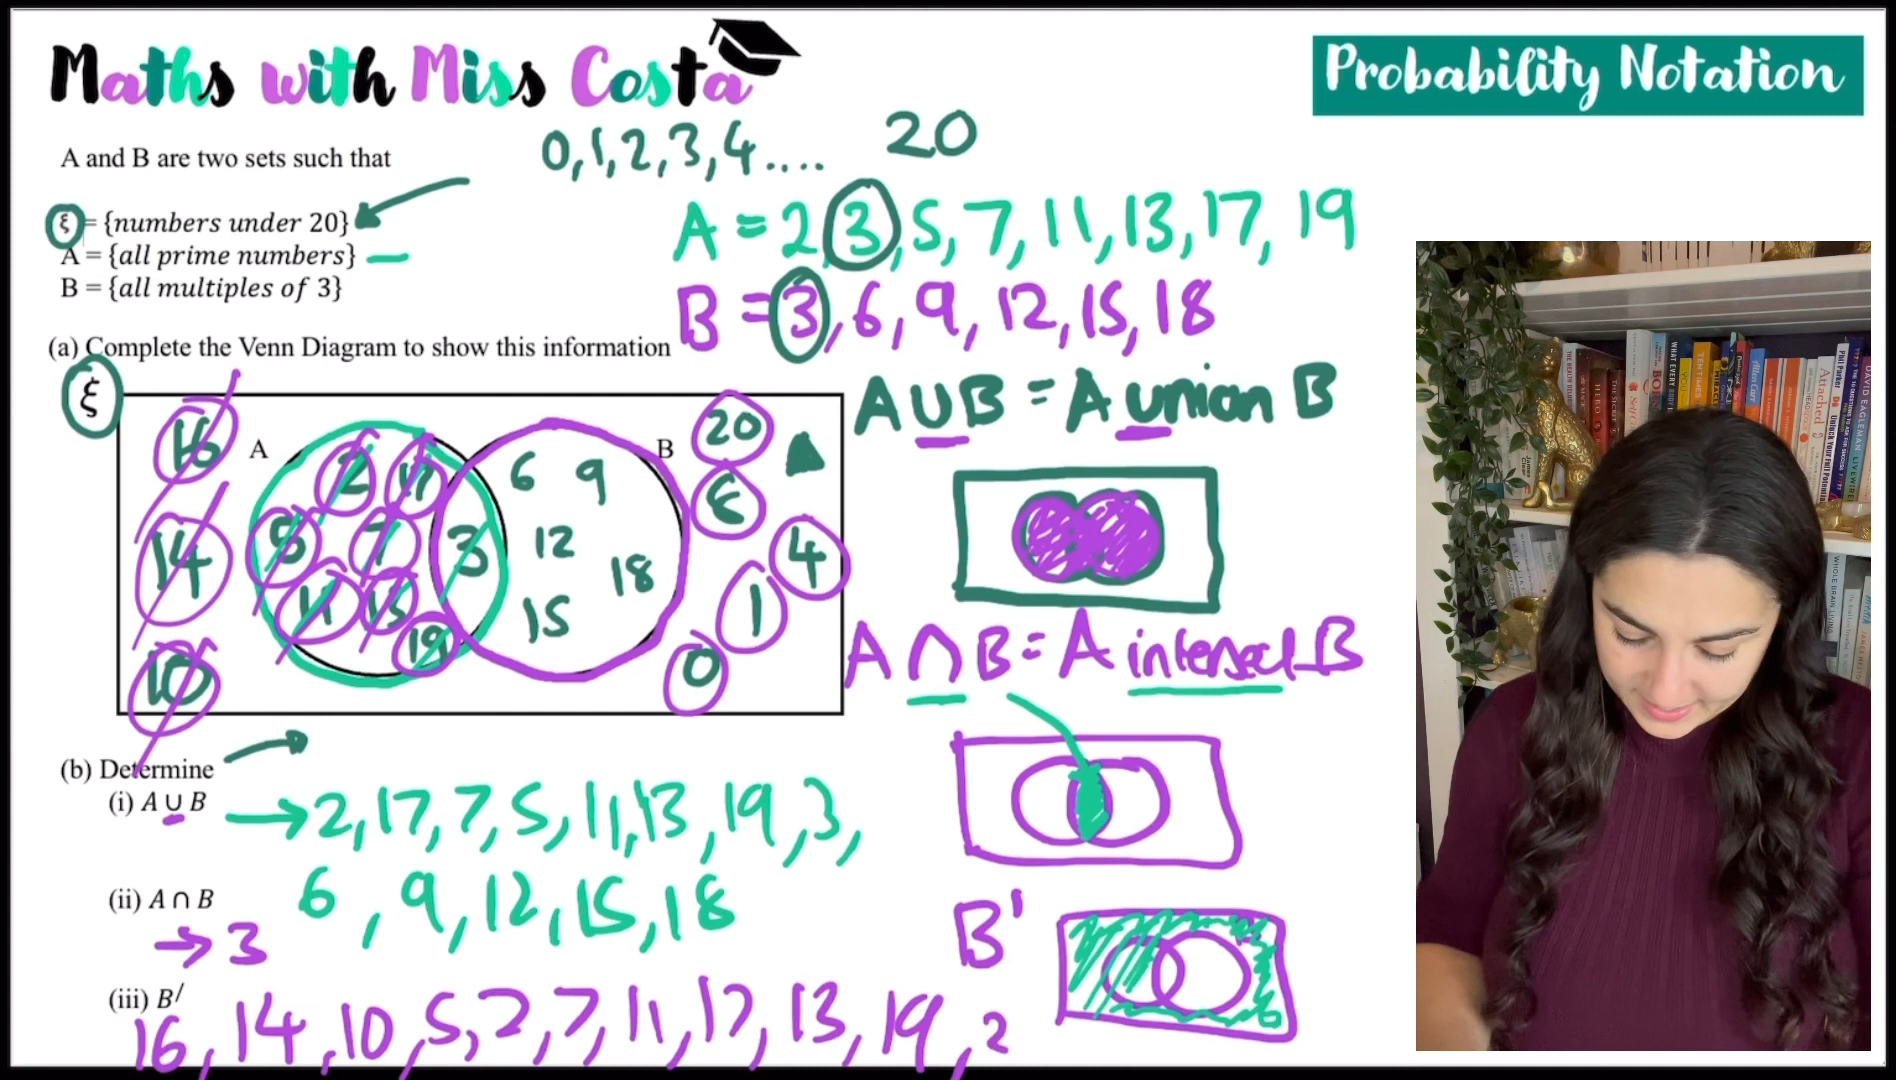 Maths with Miss Costa
Probability Notation
0, 1, 2, 3, 4.... 20
A and B are two sets such that
ξ = {numbers under 20}
A = {all prime numbers}
B = {all multiples of 3}
A = 2, 3, 5, 7, 11, 13, 17, 19
B = 3, 6, 9, 12, 15, 18
(a) Complete the Venn Diagram to show this information
ξ
A
B
16
14
10
2
17
5
7
11
13
19
3
6
9
12
18
15
20
8
4
1
0
A∪B = A union B
A ∩ B = A intersect B
B'
(b) Determine
(i) A ∪ B
→ 2, 17, 7, 5, 11, 13, 19, 3,
6, 9, 12, 15, 18
(ii) A ∩ B
→ 3
(iii) B′
16, 14, 10, 5, 2, 7, 11, 17, 13, 19, 2
Attached